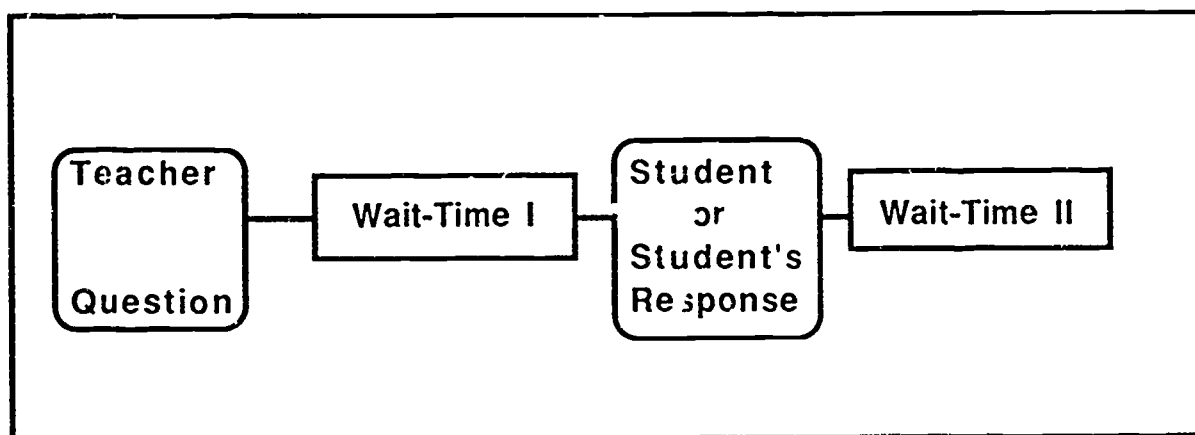 Teacher
Question
Wait-Time I
Student
or
Student's
Response
Wait-Time II